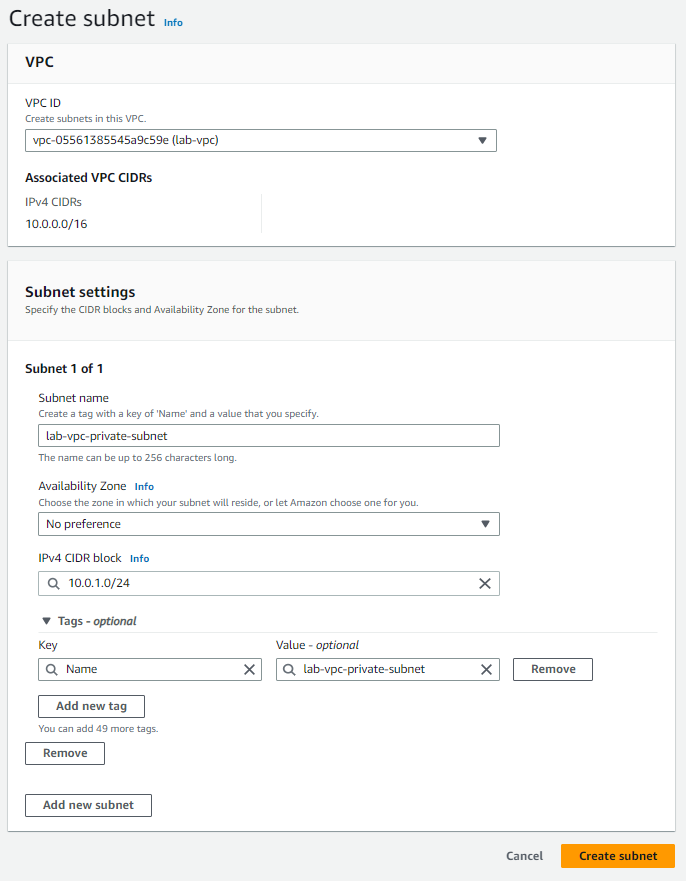 Create subnet Info
VPC
VPC ID
Create subnets in this VPC.
vpc-05561385545a9c59e (lab-vpc)
Associated VPC CIDRs
IPv4 CIDRs
10.0.0.0/16
Subnet settings
Specify the CIDR blocks and Availability Zone for the subnet.
Subnet 1 of 1
Subnet name
Create a tag with a key of 'Name' and a value that you specify.
lab-vpc-private-subnet
The name can be up to 256 characters long.
Availability Zone Info
Choose the zone in which your subnet will reside, or let Amazon choose one for you.
No preference
IPv4 CIDR block Info
10.0.1.0/24
Tags - optional
Key Value - optional
Name lab-vpc-private-subnet Remove
Add new tag
You can add 49 more tags.
Remove
Add new subnet
Cancel Create subnet